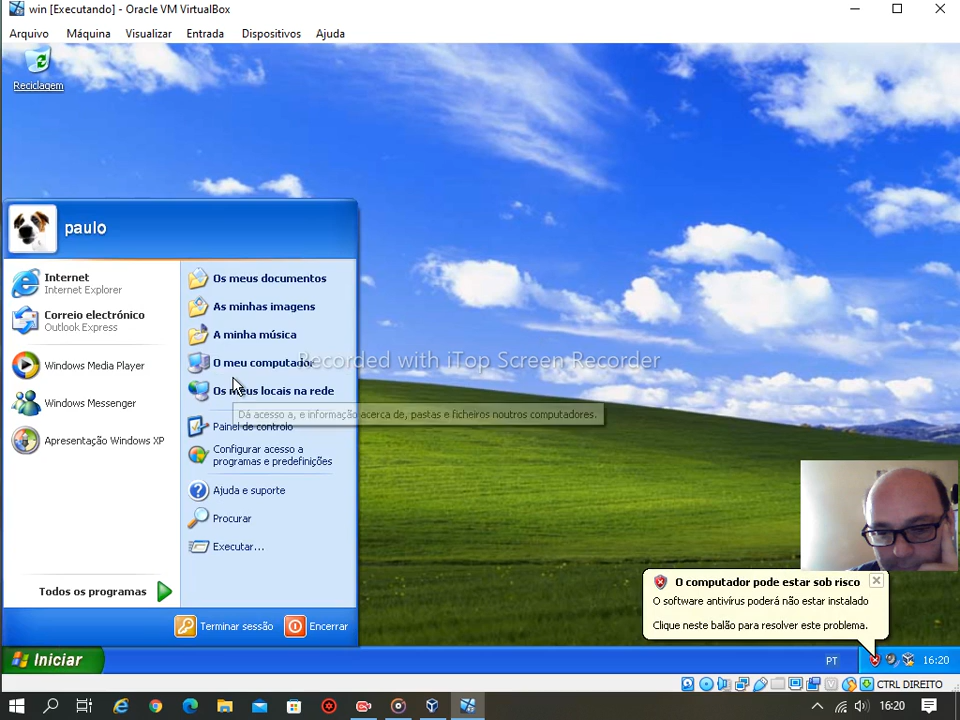 win [Executando] - Oracle VM VirtualBox
Arquivo Máquina Visualizar Entrada Dispositivos Ajuda
Reciclagem
paulo
Internet
Internet Explorer
Correio electrónico
Outlook Express
Windows Media Player
Windows Messenger
Apresentação Windows XP
Todos os programas
Os meus documentos
As minhas imagens
A minha música
O meu computador
Os meus locais na rede
Dá acesso a, e informação acerca de, pastas e ficheiros noutros computadores.
Painel de controlo
Configurar acesso a
programas e predefinições
Ajuda e suporte
Procurar
Executar...
Terminar sessão Encerrar
Recorded with iTop Screen Recorder
O computador pode estar sob risco
O software antivírus poderá não estar instalado
Clique neste balão para resolver este problema.
Iniciar
PT
16:20
CTRL DIREITO
16:20